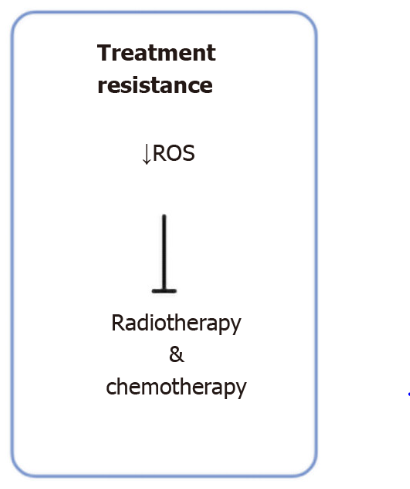 Treatment
resistance
↓ROS
Radiotherapy
&
chemotherapy